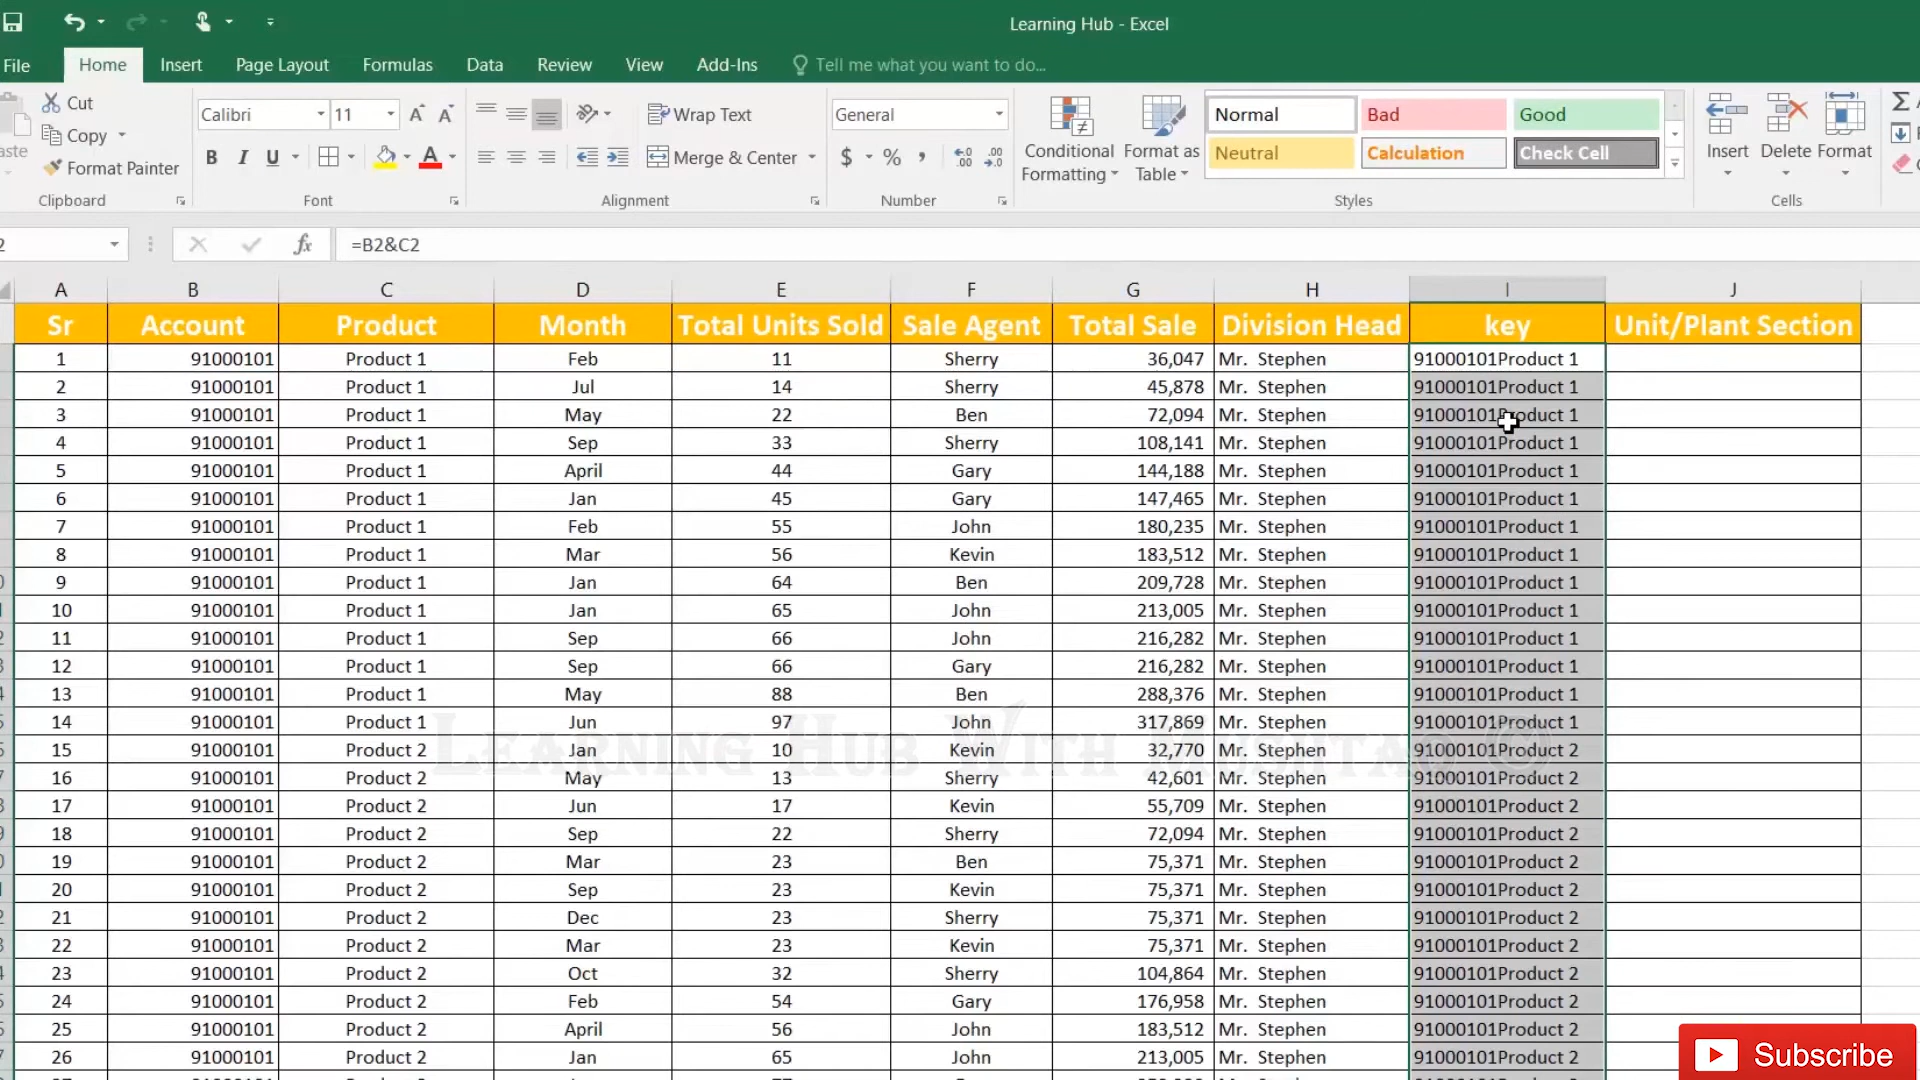 Learning Hub - Excel
File Home Insert Page Layout Formulas Data Review View Add-Ins Tell me what you want to do...
Cut
Copy
Format Painter
Clipboard
Calibri 11
B I U A
Font
Wrap Text
Merge & Center
Alignment
General
$ % ,
Number
Conditional Formatting
Format as Table
Normal Bad Good
Neutral Calculation Check Cell
Styles
Insert Delete Format
Cells
fx =B2&C2
A B C D E F G H I J
Sr Account Product Month Total Units Sold Sale Agent Total Sale Division Head key Unit/Plant Section
1 91000101 Product 1 Feb 11 Sherry 36,047 Mr. Stephen 91000101Product 1
2 91000101 Product 1 Jul 14 Sherry 45,878 Mr. Stephen 91000101Product 1
3 91000101 Product 1 May 22 Ben 72,094 Mr. Stephen 91000101Product 1
4 91000101 Product 1 Sep 33 Sherry 108,141 Mr. Stephen 91000101Product 1
5 91000101 Product 1 April 44 Gary 144,188 Mr. Stephen 91000101Product 1
6 91000101 Product 1 Jan 45 Gary 147,465 Mr. Stephen 91000101Product 1
7 91000101 Product 1 Feb 55 John 180,235 Mr. Stephen 91000101Product 1
8 91000101 Product 1 Mar 56 Kevin 183,512 Mr. Stephen 91000101Product 1
9 91000101 Product 1 Jan 64 Ben 209,728 Mr. Stephen 91000101Product 1
10 91000101 Product 1 Jan 65 John 213,005 Mr. Stephen 91000101Product 1
11 91000101 Product 1 Sep 66 John 216,282 Mr. Stephen 91000101Product 1
12 91000101 Product 1 Sep 66 Gary 216,282 Mr. Stephen 91000101Product 1
13 91000101 Product 1 May 88 Ben 288,376 Mr. Stephen 91000101Product 1
14 91000101 Product 1 Jun 97 John 317,869 Mr. Stephen 91000101Product 1
Learning Hub With Mushtaq
15 91000101 Product 2 Jan 10 Kevin 32,770 Mr. Stephen 91000101Product 2
16 91000101 Product 2 May 13 Sherry 42,601 Mr. Stephen 91000101Product 2
17 91000101 Product 2 Jun 17 Kevin 55,709 Mr. Stephen 91000101Product 2
18 91000101 Product 2 Sep 22 Sherry 72,094 Mr. Stephen 91000101Product 2
19 91000101 Product 2 Mar 23 Ben 75,371 Mr. Stephen 91000101Product 2
20 91000101 Product 2 Sep 23 Kevin 75,371 Mr. Stephen 91000101Product 2
21 91000101 Product 2 Dec 23 Sherry 75,371 Mr. Stephen 91000101Product 2
22 91000101 Product 2 Mar 23 Kevin 75,371 Mr. Stephen 91000101Product 2
23 91000101 Product 2 Oct 32 Sherry 104,864 Mr. Stephen 91000101Product 2
24 91000101 Product 2 Feb 54 Gary 176,958 Mr. Stephen 91000101Product 2
25 91000101 Product 2 April 56 John 183,512 Mr. Stephen 91000101Product 2
26 91000101 Product 2 Jan 65 John 213,005 Mr. Stephen 91000101Product 2
Subscribe